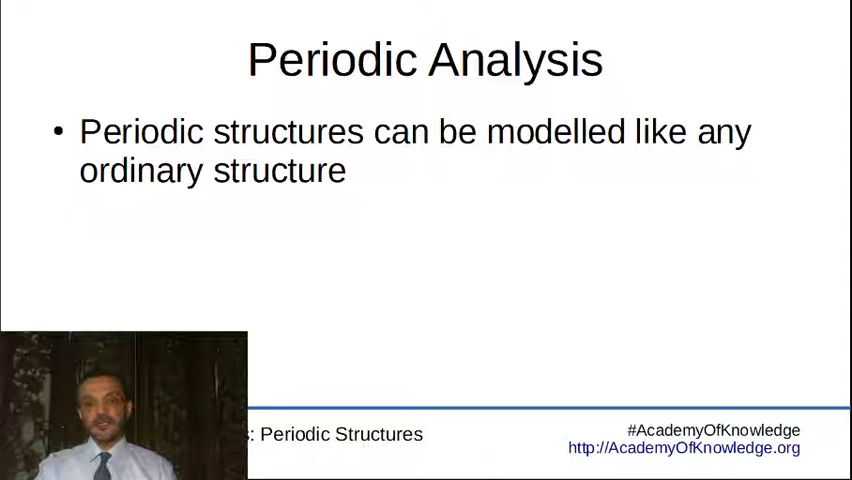 Periodic Analysis
• Periodic structures can be modelled like any
ordinary structure
s: Periodic Structures
#AcademyOfKnowledge
http://AcademyOfKnowledge.org